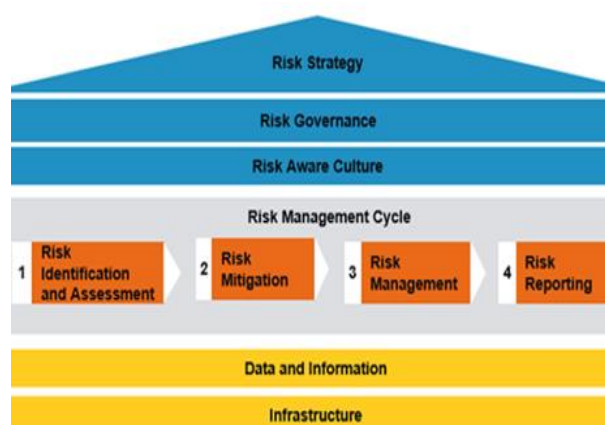 Risk Strategy
Risk Governance
Risk Aware Culture
Risk Management Cycle
1 Risk
Identification
and Assessment
2 Risk
Mitigation
3 Risk
Management
4 Risk
Reporting
Data and Information
Infrastructure